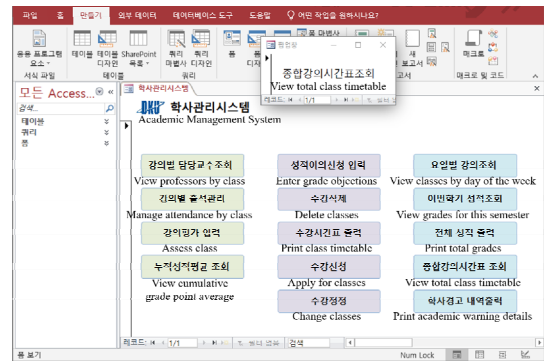 파일 홈 만들기 외부 데이터 데이터베이스 도구 도움말 어떤 작업을 원하시나요?
응용 프로그램 요소 테이블 테이블 디자인 SharePoint 목록 쿼리 마법사 쿼리 디자인 폼 폼 마법사 새 보고서 매크로
서식 파일 테이블 쿼리 매크로 및 코드
종합강의시간표조회
View total class timetable
레코드: 1/1
모든 Access...
검색...
테이블
쿼리
폼
학사관리시스템
DKU 학사관리시스템
Academic Management System
강의별 담당교수조회 성적이의신청 입력 요일별 강의조회
View professors by class Enter grade objections View classes by day of the week
강의별 출석관리 수강삭제 이번학기 성적조회
Manage attendance by class Delete classes View grades for this semester
강의평가 입력 수강시간표 출력 전체 성적 출력
Assess class Print class timetable Print total grades
누적성적평균 조회 수강신청 종합강의시간표 조회
View cumulative grade point average Apply for classes View total class timetable
수강정정 학사경고 내역출력
Change classes Print academic warning details
레코드: 1/1 필터 없음 검색
폼 보기 Num Lock